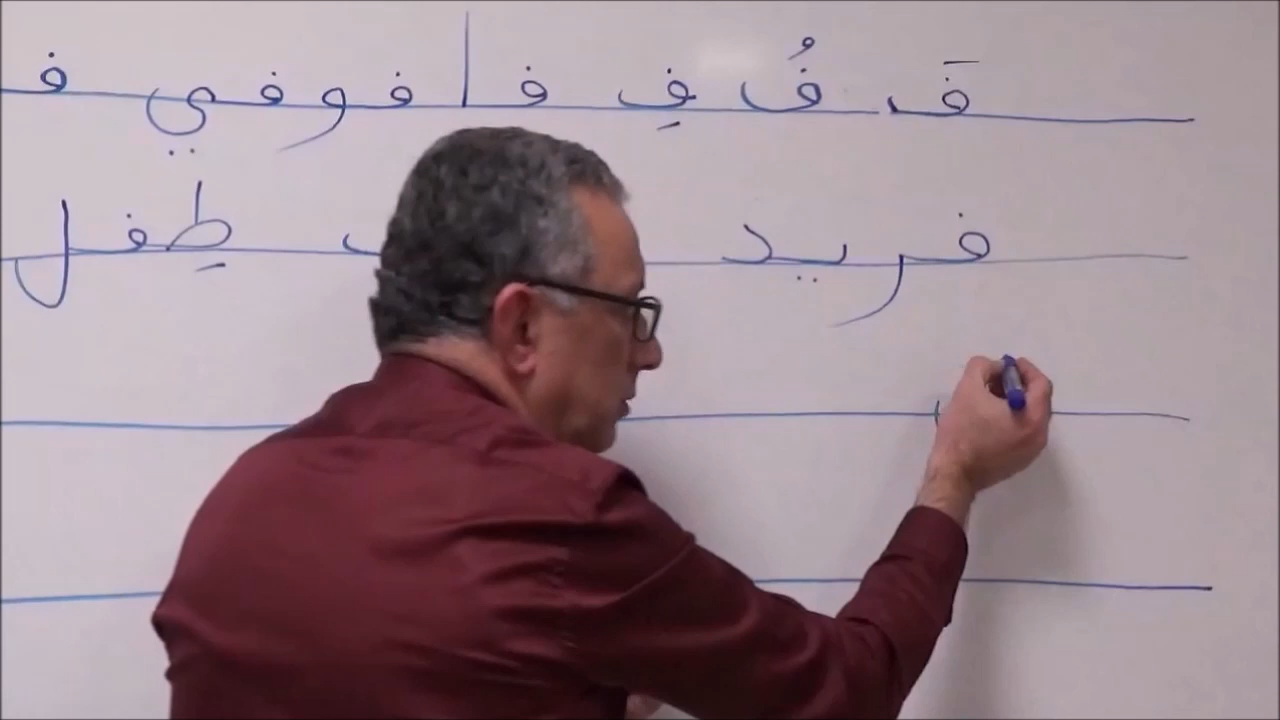 فَ فُ فِ فا فو في ف
فريد طِفل